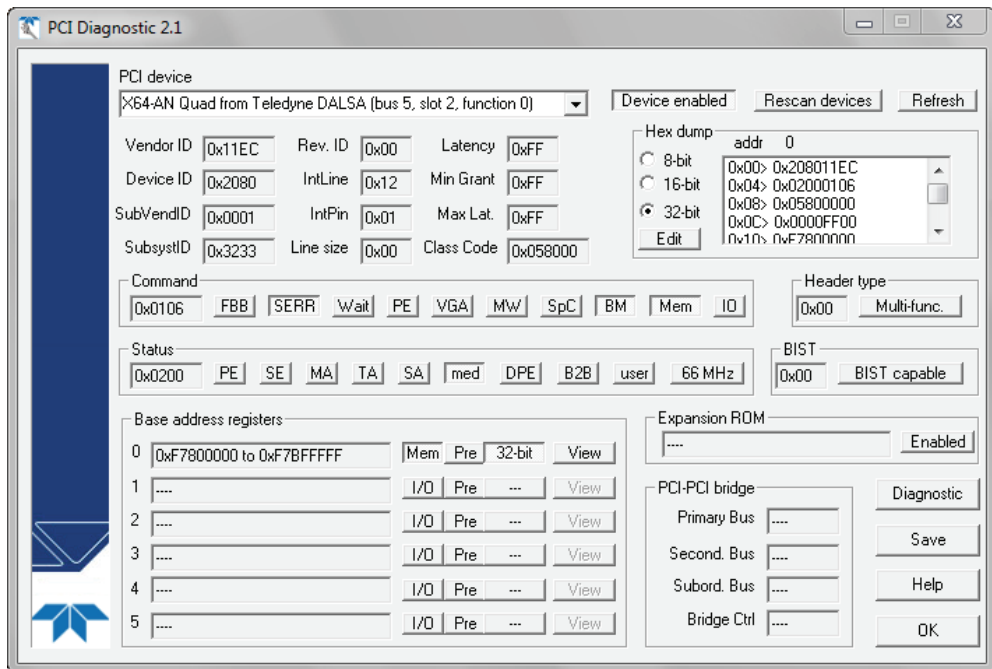 PCI Diagnostic 2.1
PCI device
X64-AN Quad from Teledyne DALSA (bus 5, slot 2, function 0) Device enabled Rescan devices Refresh
Vendor ID 0x11EC Rev. ID 0x00 Latency 0xFF
Device ID 0x2080 IntLine 0x12 Min Grant 0xFF
SubVendID 0x0001 IntPin 0x01 Max Lat. 0xFF
SubsystID 0x3233 Line size 0x00 Class Code 0x058000
Hex dump addr 0
8-bit 0x00> 0x208011EC
16-bit 0x04> 0x02000106
0x08> 0x05800000
32-bit 0x0C> 0x0000FF00
Edit 0x10> 0xF7800000
Command
0x0106 FBB SERR Wait PE VGA MW SpC BM Mem IO
Header type
0x00 Multi-func.
Status
0x0200 PE SE MA TA SA med DPE B2B user 66 MHz
BIST
0x00 BIST capable
Base address registers
0 0xF7800000 to 0xF7BFFFFF Mem Pre 32-bit View
1 ---- I/O Pre --- View
2 ---- I/O Pre --- View
3 ---- I/O Pre --- View
4 ---- I/O Pre --- View
5 ---- I/O Pre --- View
Expansion ROM
---- Enabled
PCI-PCI bridge
Primary Bus ----
Second. Bus ----
Subord. Bus ----
Bridge Ctrl ----
Diagnostic
Save
Help
OK